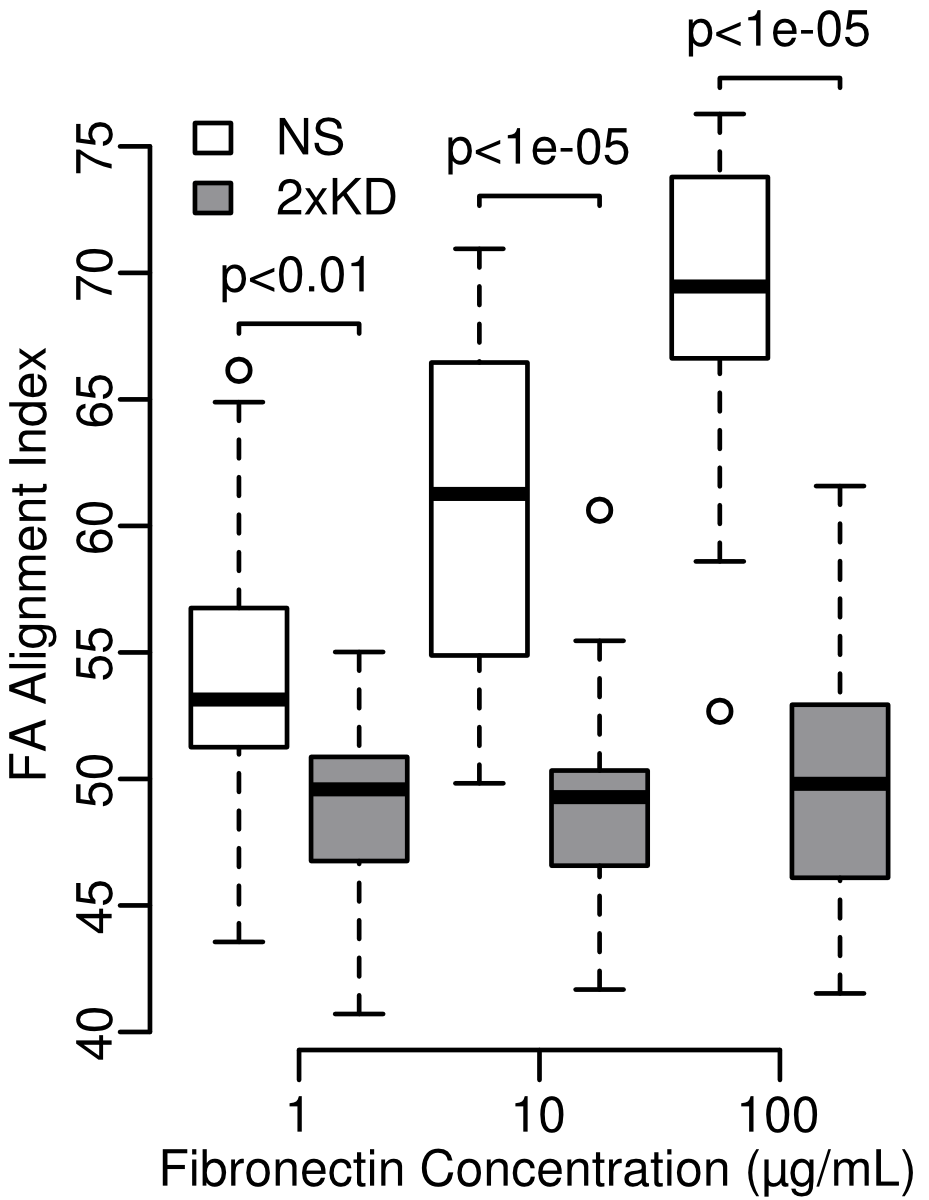 p<1e-05
NS
p<1e-05
2xKD
p<0.01
75
70
65
60
55
50
45
40
FA Alignment Index
1 10 100
Fibronectin Concentration (µg/mL)